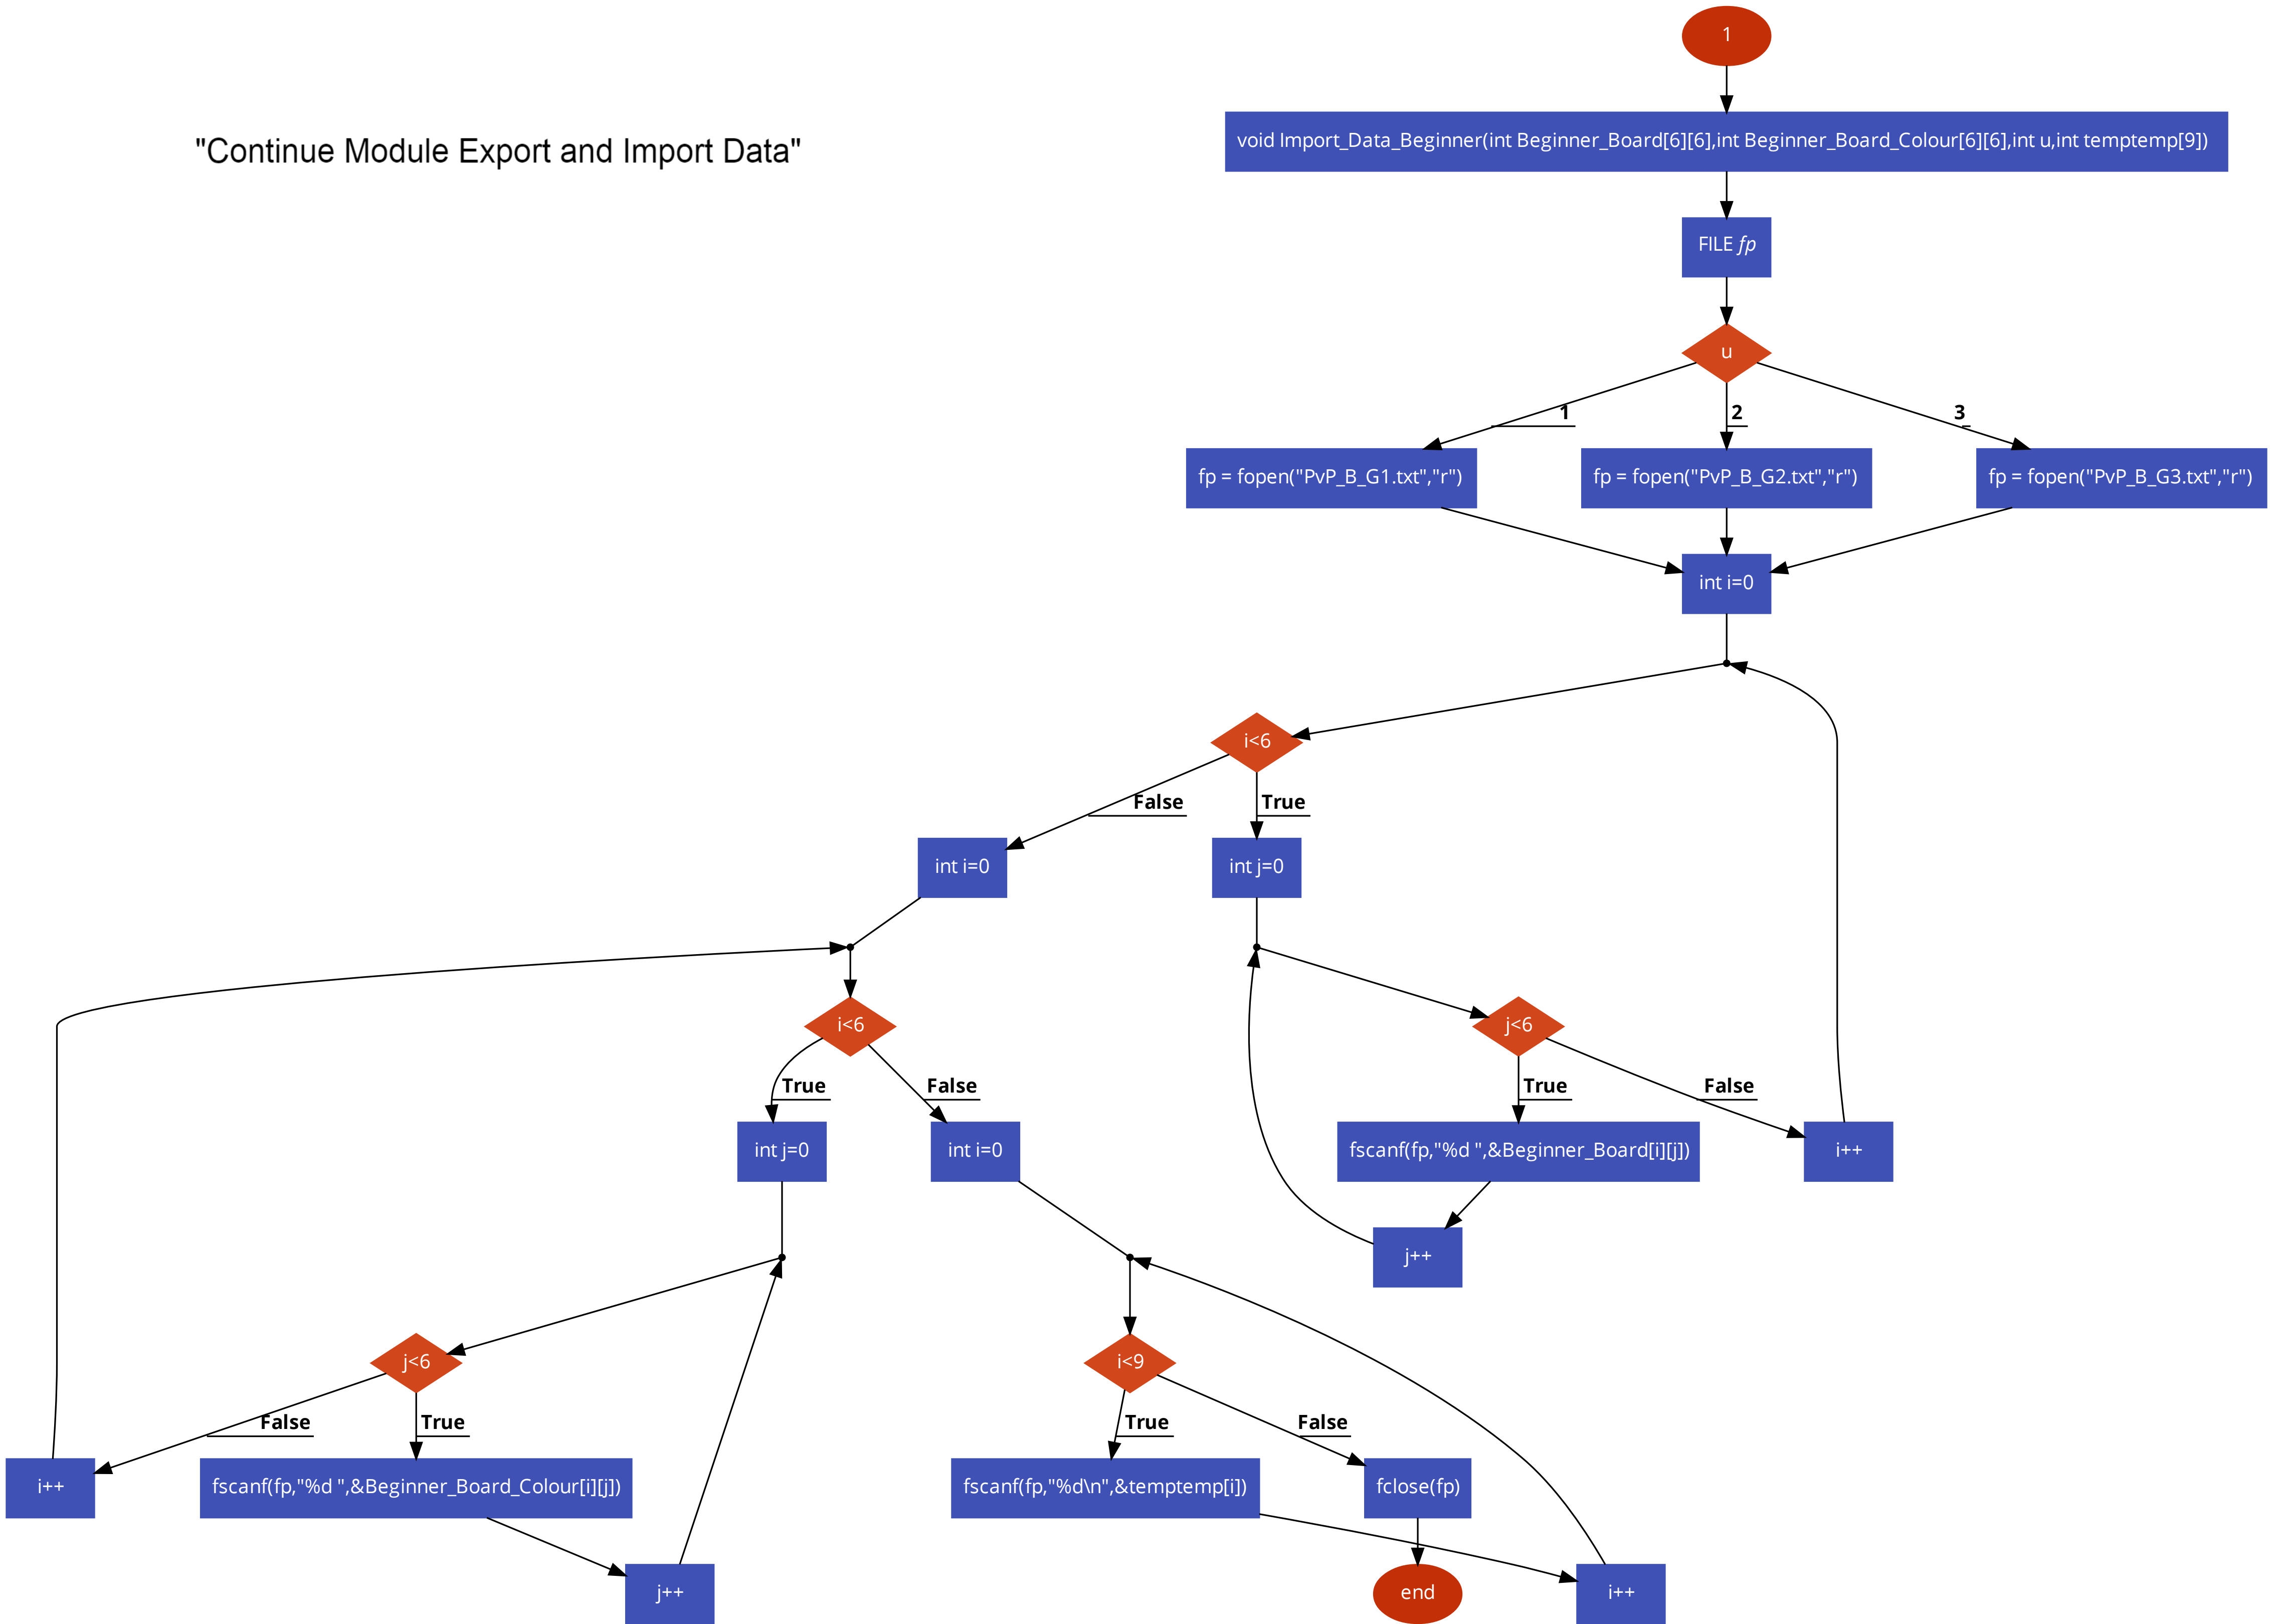 1
"Continue Module Export and Import Data"
void Import_Data_Beginner(int Beginner_Board[6][6],int Beginner_Board_Colour[6][6],int u,int temptemp[9])
FILE fp
u
1
2
3
fp = fopen("PvP_B_G1.txt","r")
fp = fopen("PvP_B_G2.txt","r")
fp = fopen("PvP_B_G3.txt","r")
int i=0
i<6
False
True
int i=0
int j=0
i<6
j<6
True
False
True
False
int j=0
int i=0
fscanf(fp,"%d ",&Beginner_Board[i][j])
i++
j++
j<6
i<9
False
True
True
False
i++
fscanf(fp,"%d ",&Beginner_Board_Colour[i][j])
fscanf(fp,"%d\n",&temptemp[i])
fclose(fp)
j++
end
i++